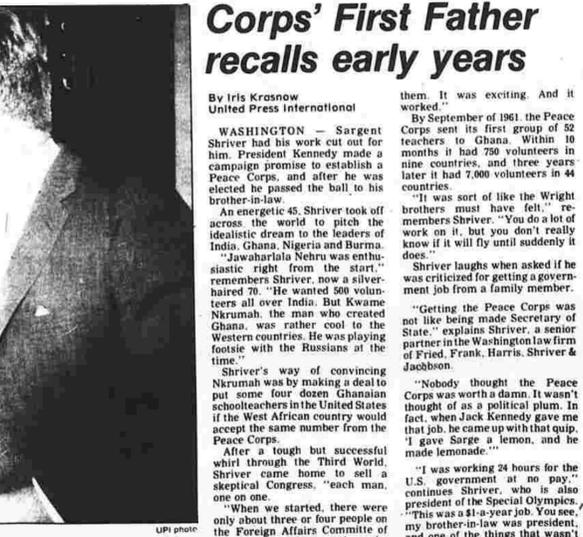 Corps' First Father
recalls early years
By Iris Krasnow
United Press International
WASHINGTON — Sargent
Shriver had his work cut out for
him. President Kennedy made a
campaign promise to establish a
Peace Corps, and after he was
elected he passed the ball to his
brother-in-law.
An energetic 45, Shriver took off
across the world to pitch the
idealistic dream to the leaders of
India, Ghana, Nigeria and Burma.
"Jawaharlala Nehru was enthu-
siastic right from the start,"
remembers Shriver, now a silver-
haired 70. "He wanted 500 volun-
teers all over India. But Kwame
Nkrumah, the man who created
Ghana, was rather cool to the
Western countries. He was playing
footsie with the Russians at the
time."
Shriver's way of convincing
Nkrumah was by making a deal to
put some four dozen Ghanaian
schoolteachers in the United States
if the West African country would
accept the same number from the
Peace Corps.
After a tough but successful
whirl through the Third World,
Shriver came home to sell a
skeptical Congress, "each man,
one on one.
"When we started, there were
only about three or four people on
the Foreign Affairs Committe of
them. It was exciting. And it
worked."
By September of 1961, the Peace
Corps sent its first group of 52
teachers to Ghana. Within 10
months it had 750 volunteers in
nine countries, and three years
later it had 7,000 volunteers in 44
countries.
"It was sort of like the Wright
brothers must have felt," re-
members Shriver. "You do a lot of
work on it, but you don't really
know if it will fly until suddenly it
does."
Shriver laughs when asked if he
was criticized for getting a govern-
ment job from a family member.
"Getting the Peace Corps was
not like being made Secretary of
State," explains Shriver, a senior
partner in the Washington law firm
of Fried, Frank, Harris, Shriver &
Jacobson.
"Nobody thought the Peace
Corps was worth a damn. It wasn't
thought of as a political plum. In
fact, when Jack Kennedy gave me
that job, he came up with that quip,
'I gave Sarge a lemon, and he
made lemonade.'"
"I was working 24 hours for the
U.S. government at no pay,"
continues Shriver, who is also
president of the Special Olympics.
"This was a $1-a-year job. You see,
my brother-in-law was president,
and one of the things that wasn't
UPI photo